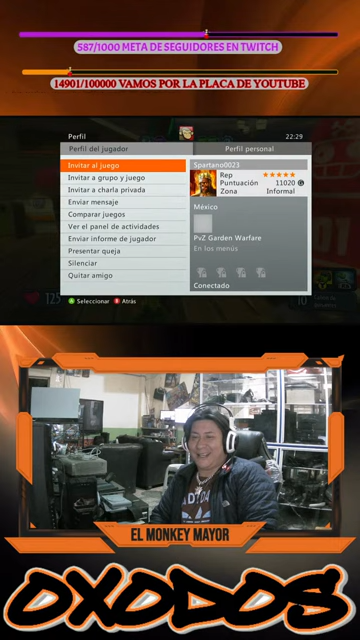 587/1000 META DE SEGUIDORES EN TWITCH
14901/100000 VAMOS POR LA PLACA DE YOUTUBE
Perfil 22:29
Perfil del jugador Perfil personal
Invitar al juego
Invitar a grupo y juego
Invitar a charla privada
Enviar mensaje
Comparar juegos
Ver el panel de actividades
Enviar informe de jugador
Presentar queja
Silenciar
Quitar amigo
Spartano0023
Rep
Puntuación 11020 G
Zona Informal
México
PvZ Garden Warfare
En los menús
Conectado
A Seleccionar B Atrás
125
10
EL MONKEY MAYOR
OXODOS